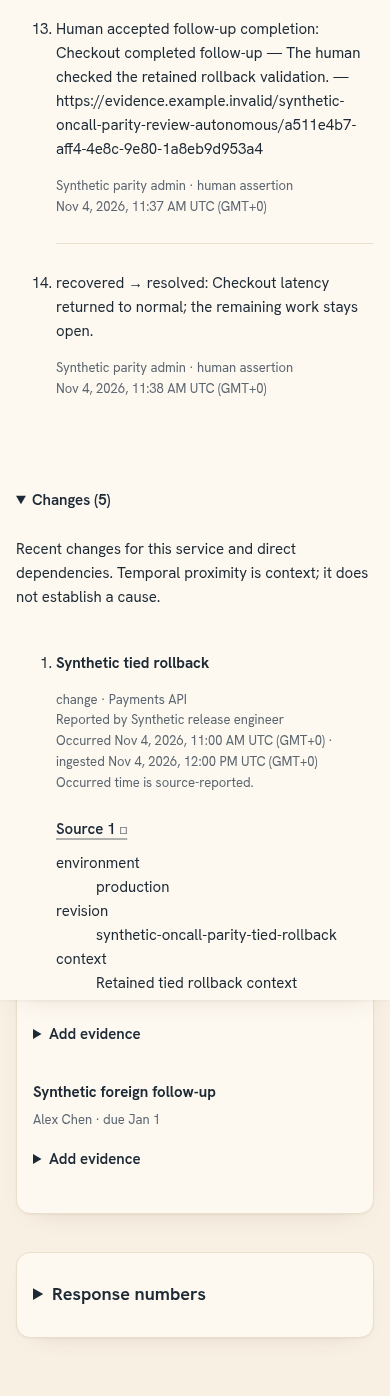 13. Human accepted follow-up completion:
Checkout completed follow-up — The human
checked the retained rollback validation. —
https://evidence.example.invalid/synthetic-
oncall-parity-review-autonomous/a511e4b7-
aff4-4e8c-9e80-1a8eb9d953a4
Synthetic parity admin · human assertion
Nov 4, 2026, 11:37 AM UTC (GMT+0)
14. recovered → resolved: Checkout latency
returned to normal; the remaining work stays
open.
Synthetic parity admin · human assertion
Nov 4, 2026, 11:38 AM UTC (GMT+0)
▼ Changes (5)
Recent changes for this service and direct
dependencies. Temporal proximity is context; it does
not establish a cause.
1. Synthetic tied rollback
change · Payments API
Reported by Synthetic release engineer
Occurred Nov 4, 2026, 11:00 AM UTC (GMT+0) ·
ingested Nov 4, 2026, 12:00 PM UTC (GMT+0)
Occurred time is source-reported.
Source 1
environment
production
revision
synthetic-oncall-parity-tied-rollback
context
Retained tied rollback context
▶ Add evidence
Synthetic foreign follow-up
Alex Chen · due Jan 1
▶ Add evidence
▶ Response numbers